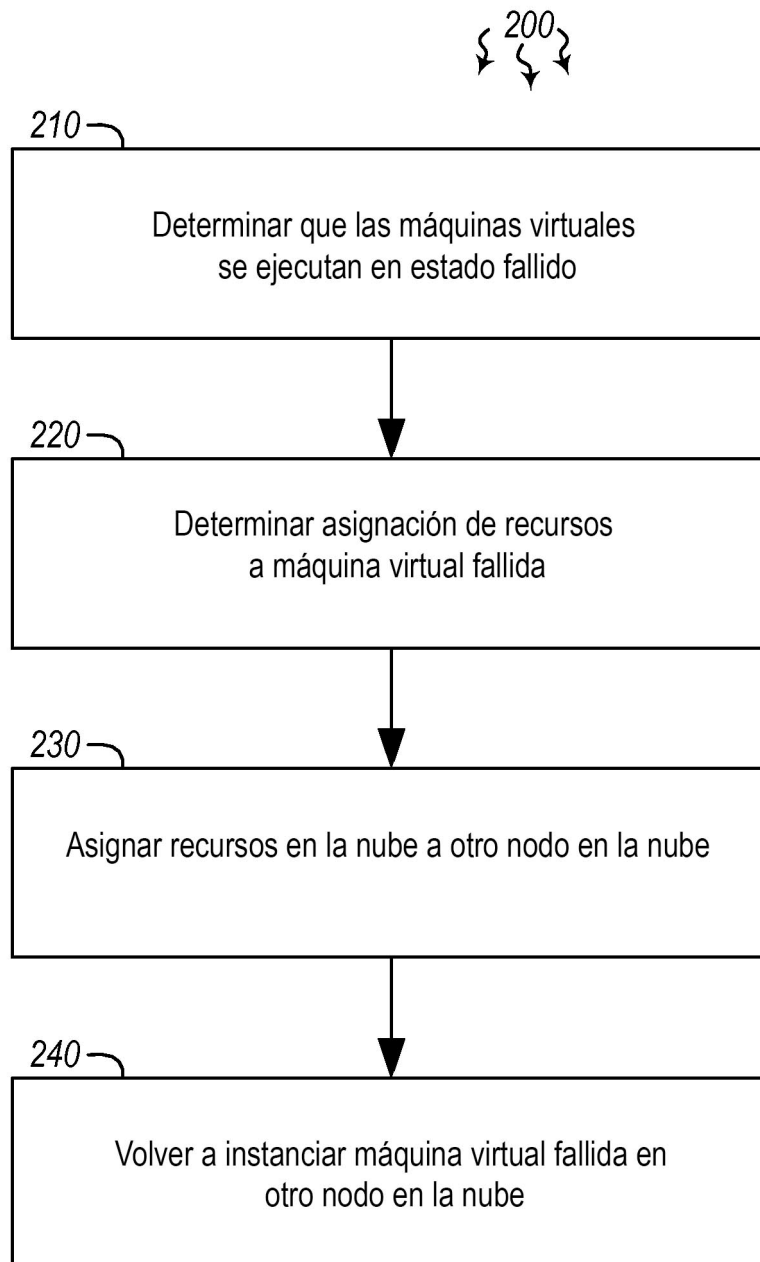 200
210
Determinar que las máquinas virtuales
se ejecutan en estado fallido
220
Determinar asignación de recursos
a máquina virtual fallida
230
Asignar recursos en la nube a otro nodo en la nube
240
Volver a instanciar máquina virtual fallida en
otro nodo en la nube